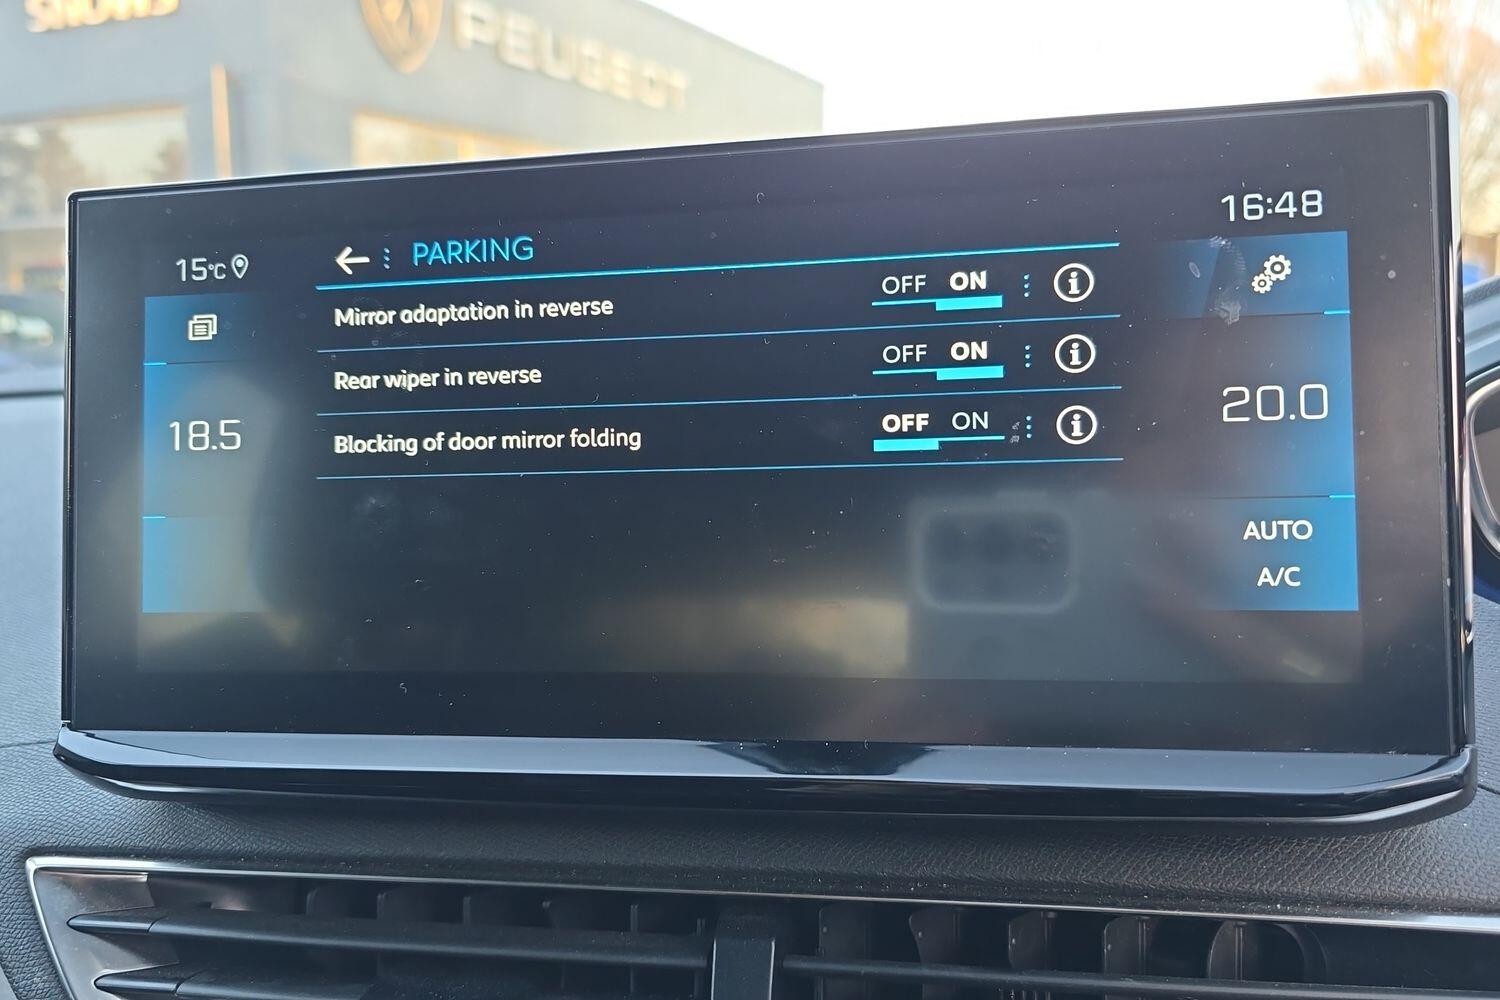 SNOWS
PEUGEOT
16:48
15°C
PARKING
Mirror adaptation in reverse OFF ON
Rear wiper in reverse OFF ON
Blocking of door mirror folding OFF ON
18.5
20.0
AUTO
A/C